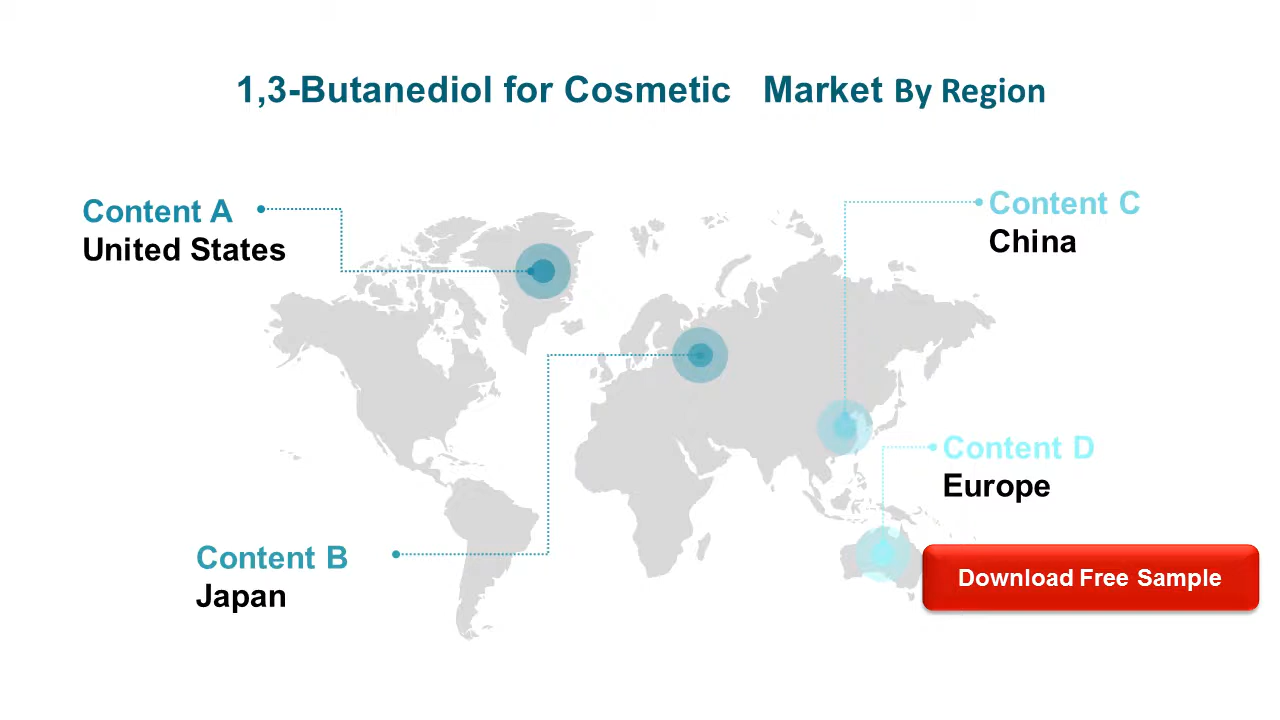 1,3-Butanediol for Cosmetic   Market By Region
Content A
United States
Content C
China
Content D
Europe
Content B
Japan
Download Free Sample